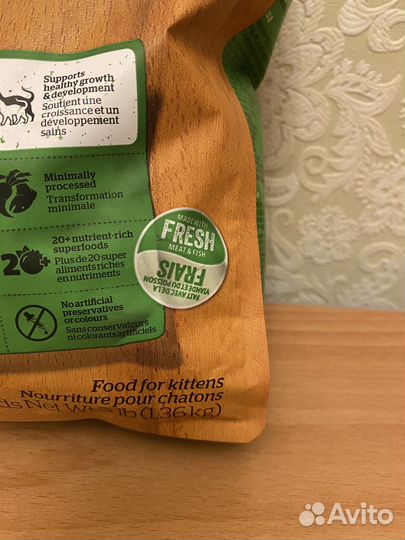 Supports
healthy growth
& development
Soutient une
croissance et un
développement
sains
Minimally
processed
Transformation
minimale
20+ nutrient-rich
superfoods
Plus de 20 super
aliments riches en
nutriments
No artificial
preservatives
or colours
Sans conservateurs
ni colorants artificiels
MADE WITH
FRESH
MEAT & FISH
FAIT AVEC DE LA
VIANDE ET DU POISSON
FRAIS
Food for kittens
Nourriture pour chatons
Net lb (1.36 kg)
Avito